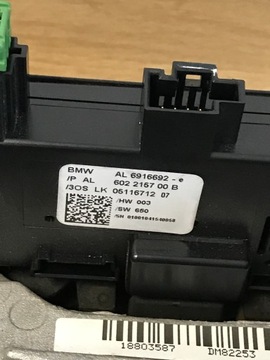 BMW AL 6916692 - e
/P AL 602 2157 00 B
/3OS LK 05116712 07
/HW 003
/SW 650
18803587 DM82253